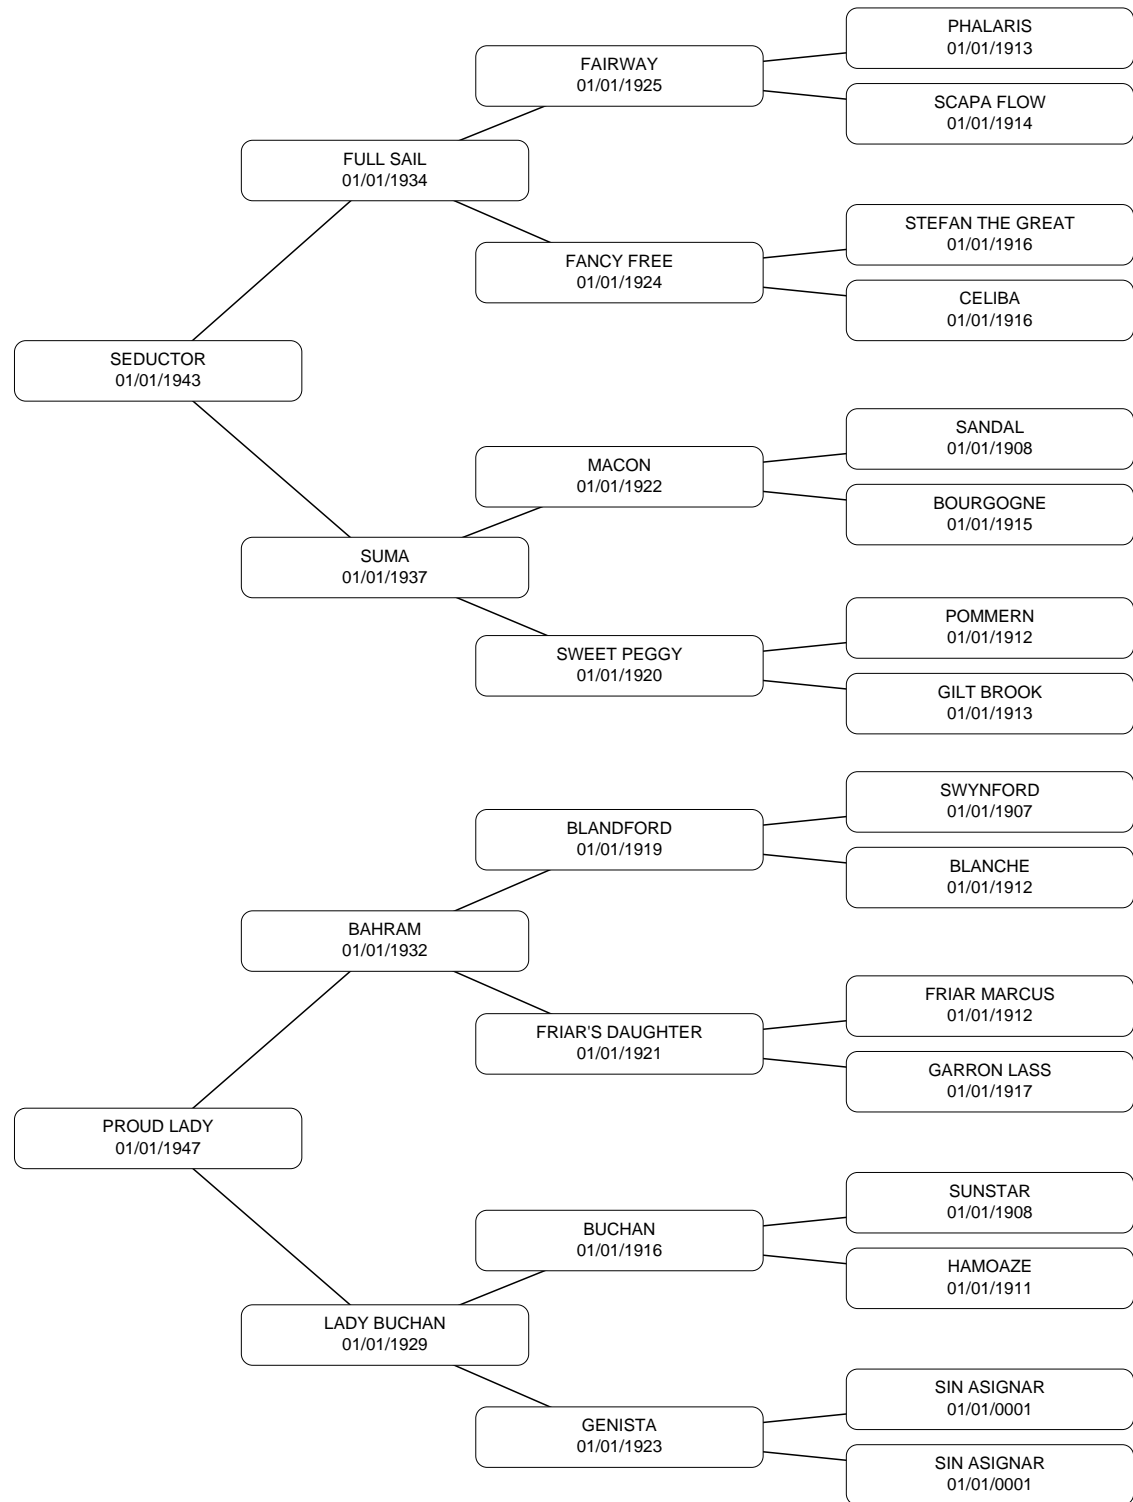 PHALARIS
01/01/1913
FAIRWAY
01/01/1925
SCAPA FLOW
01/01/1914
FULL SAIL
01/01/1934
STEFAN THE GREAT
01/01/1916
FANCY FREE
01/01/1924
CELIBA
01/01/1916
SEDUCTOR
01/01/1943
SANDAL
01/01/1908
MACON
01/01/1922
BOURGOGNE
01/01/1915
SUMA
01/01/1937
POMMERN
01/01/1912
SWEET PEGGY
01/01/1920
GILT BROOK
01/01/1913
SWYNFORD
01/01/1907
BLANDFORD
01/01/1919
BLANCHE
01/01/1912
BAHRAM
01/01/1932
FRIAR MARCUS
01/01/1912
FRIAR'S DAUGHTER
01/01/1921
GARRON LASS
01/01/1917
PROUD LADY
01/01/1947
SUNSTAR
01/01/1908
BUCHAN
01/01/1916
HAMOAZE
01/01/1911
LADY BUCHAN
01/01/1929
SIN ASIGNAR
01/01/0001
GENISTA
01/01/1923
SIN ASIGNAR
01/01/0001